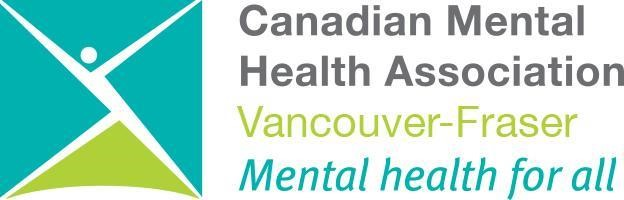 Canadian Mental
Health Association
Vancouver-Fraser
Mental health for all